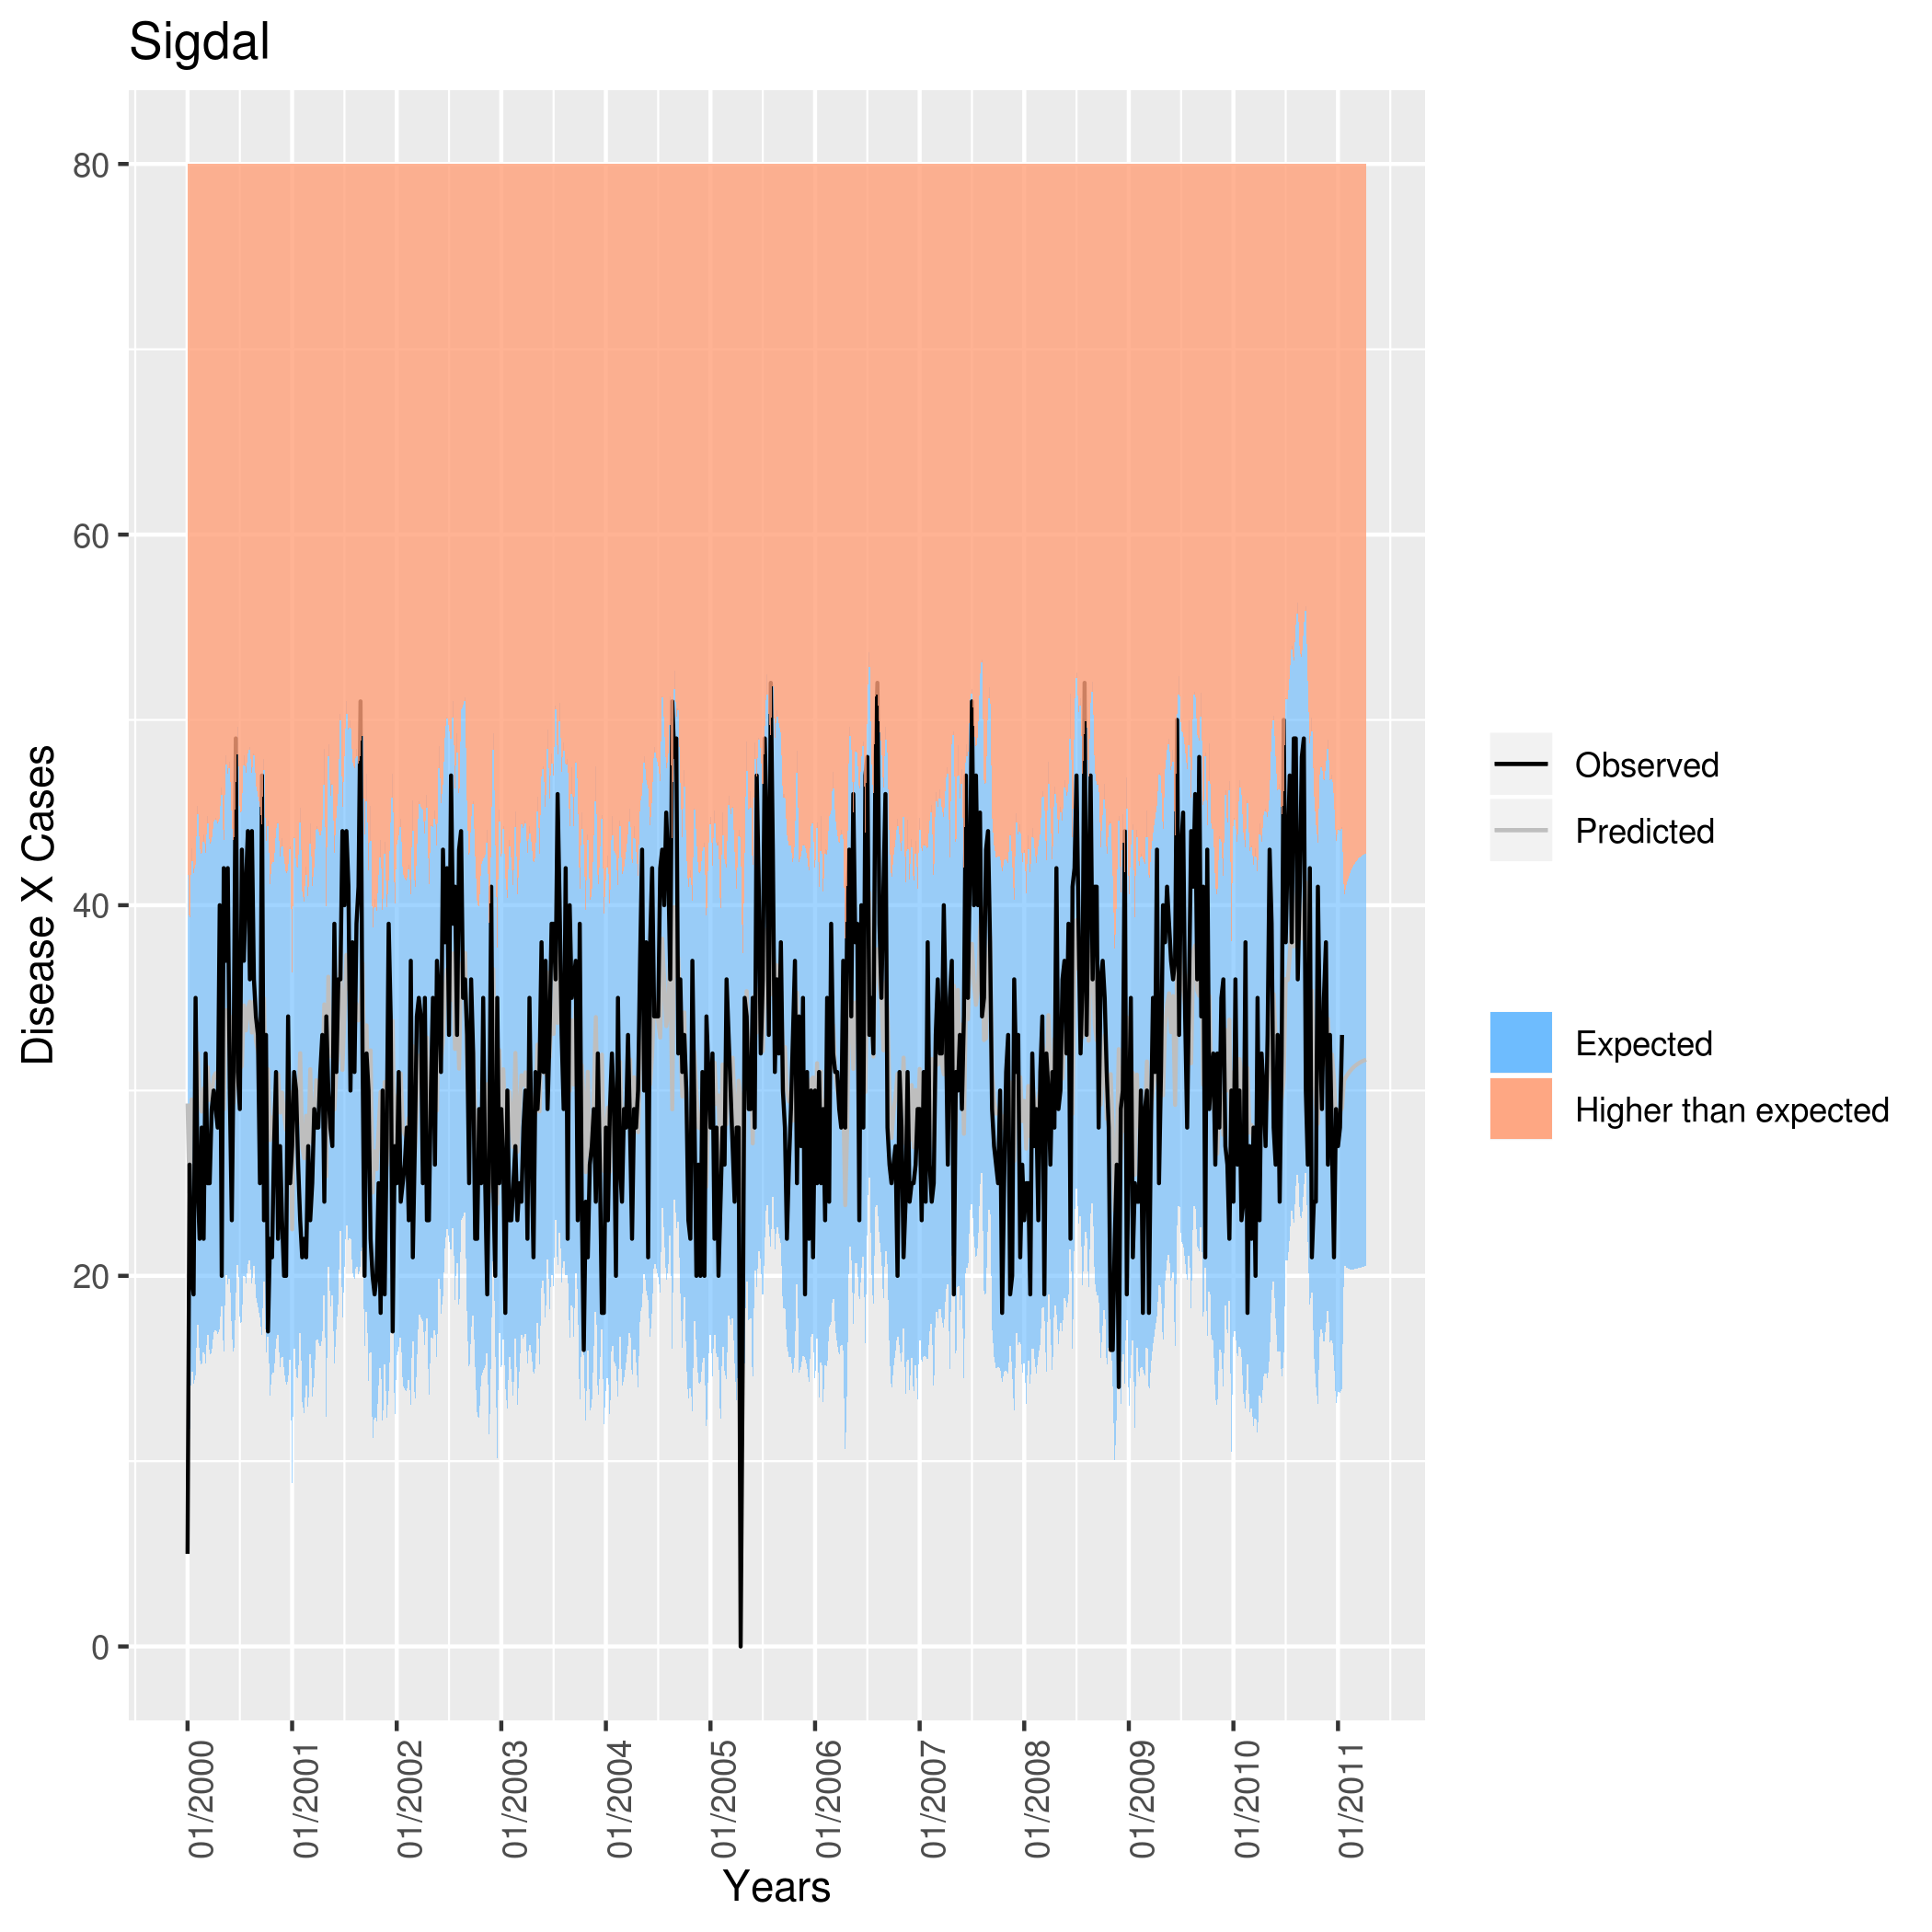 Sigdal
Disease X Cases
80
60
40
20
0
01/2000
01/2001
01/2002
01/2003
01/2004
01/2005
01/2006
01/2007
01/2008
01/2009
01/2010
01/2011
Years
Observed
Predicted
Expected
Higher than expected